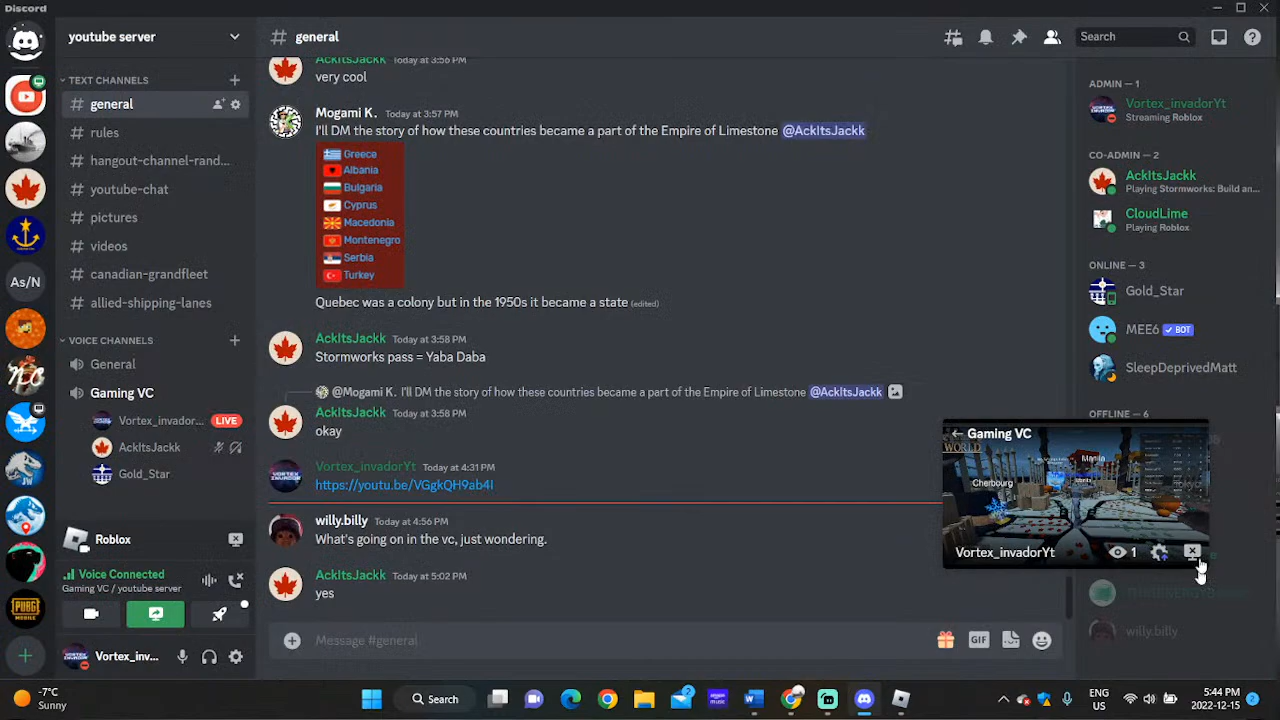 Discord
youtube server
general
Search
TEXT CHANNELS
general
rules
hangout-channel-rand...
youtube-chat
pictures
videos
canadian-grandfleet
allied-shipping-lanes
VOICE CHANNELS
General
Gaming VC
Vortex_invador... LIVE
AckItsJackk
Gold_Star
Roblox
Voice Connected
Gaming VC / youtube server
Vortex_inv...
As/N
PUBG
MOBILE
AckItsJackk Today at 3:56 PM
very cool
Mogami K. Today at 3:57 PM
I'll DM the story of how these countries became a part of the Empire of Limestone @AckItsJackk
Greece
Albania
Bulgaria
Cyprus
Macedonia
Montenegro
Serbia
Turkey
Quebec was a colony but in the 1950s it became a state (edited)
AckItsJackk Today at 3:58 PM
Stormworks pass = Yaba Daba
@Mogami K. I'll DM the story of how these countries became a part of the Empire of Limestone @AckItsJackk
AckItsJackk Today at 3:58 PM
okay
Vortex_invadorYt Today at 4:31 PM
https://youtu.be/VGgkQH9ab4I
willy.billy Today at 4:56 PM
What's going on in the vc, just wondering.
AckItsJackk Today at 5:02 PM
yes
Message #general
GIF
ADMIN — 1
Vortex_invadorYt
Streaming Roblox
CO-ADMIN — 2
AckItsJackk
Playing Stormworks: Build an...
CloudLime
Playing Roblox
ONLINE — 3
Gold_Star
MEE6 ✓ BOT
SleepDeprivedMatt
OFFLINE — 6
Gaming VC
WORLD
Manila
Cherbourg
Vortex_invadorYt 1
willy.billy
-7°C
Sunny
Search
2
ENG
US
5:44 PM
2022-12-15
2